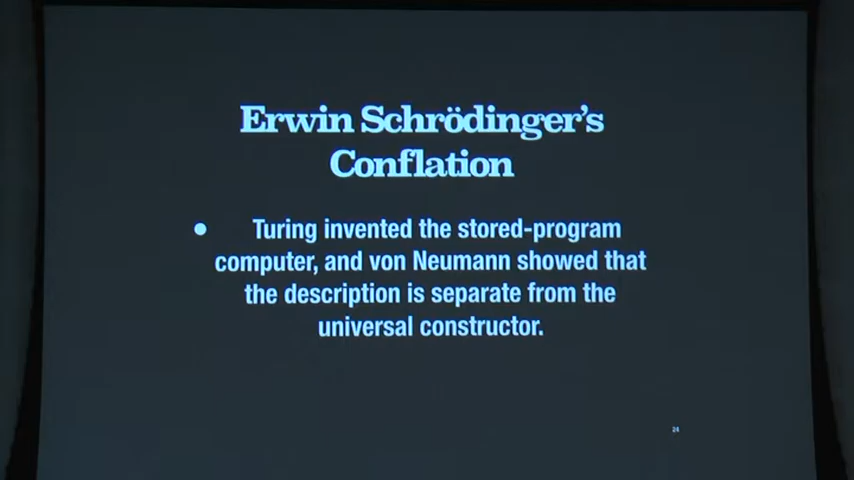 Erwin Schrödinger's
Conflation
• Turing invented the stored-program
computer, and von Neumann showed that
the description is separate from the
universal constructor.
24